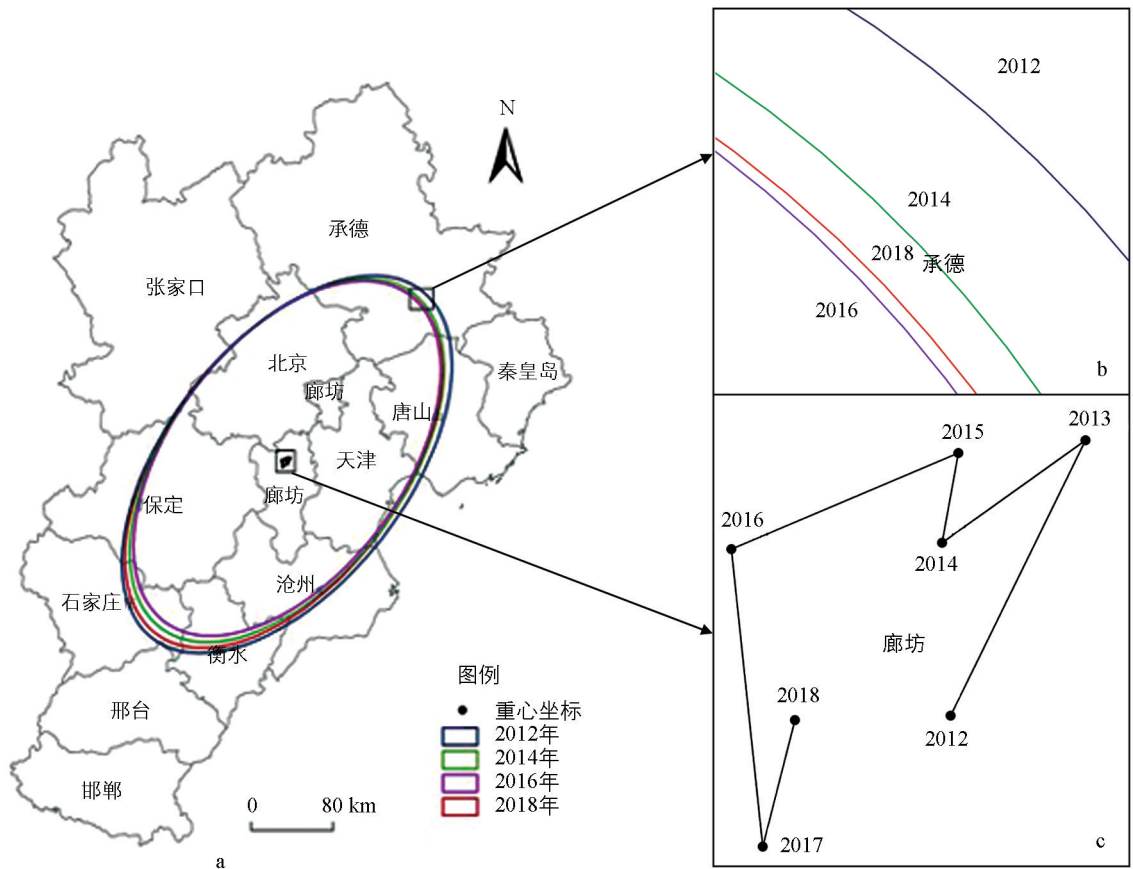 N
承德
张家口
北京
廊坊
秦皇岛
唐山
天津
廊坊
保定
沧州
石家庄
衡水
邢台
邯郸
图例
重心坐标
2012年
2014年
2016年
2018年
0 80 km
a
2012
2014
2018
承德
2016
b
2013
2015
2016
2014
廊坊
2018
2012
2017
c